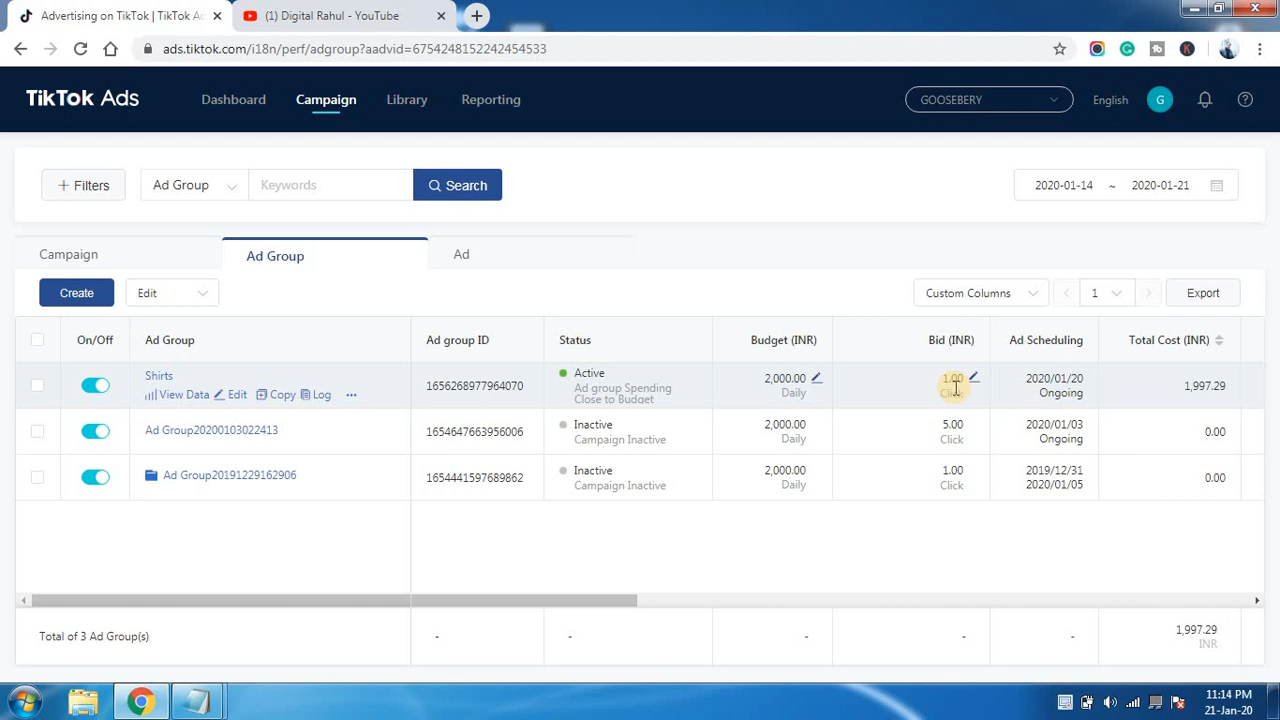 Advertising on TikTok | TikTok Ac
(1) Digital Rahul - YouTube
ads.tiktok.com/i18n/perf/adgroup?aadvid=6754248152242454533
TikTok Ads
Dashboard
Campaign
Library
Reporting
GOOSEBERY
English
G
Filters
Ad Group
Keywords
Search
2020-01-14 ~ 2020-01-21
Campaign
Ad Group
Ad
Create
Edit
Custom Columns
1
Export
On/Off
Ad Group
Ad group ID
Status
Budget (INR)
Bid (INR)
Ad Scheduling
Total Cost (INR)
Shirts
View Data Edit Copy Log ...
1656268977964070
Active
Ad group Spending
Close to Budget
2,000.00
Daily
1.00
Click
2020/01/20
Ongoing
1,997.29
Ad Group20200103022413
1654647663956006
Inactive
Campaign Inactive
2,000.00
Daily
5.00
Click
2020/01/03
Ongoing
0.00
Ad Group20191229162906
1654441597689862
Inactive
Campaign Inactive
2,000.00
Daily
1.00
Click
2019/12/31
2020/01/05
0.00
Total of 3 Ad Group(s)
-
-
-
-
-
1,997.29
INR
11:14 PM
21-Jan-20